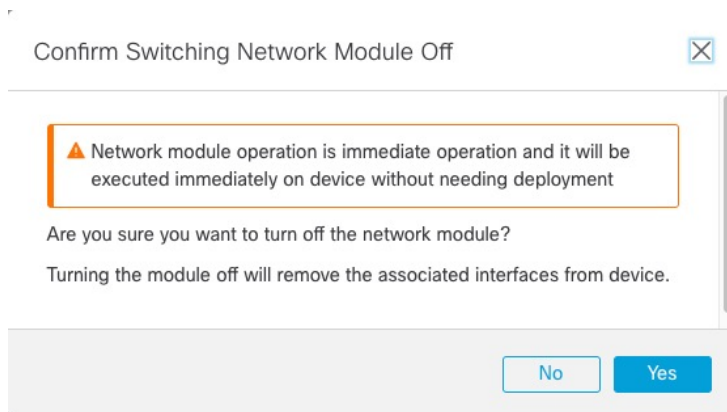 Confirm Switching Network Module Off
Network module operation is immediate operation and it will be
executed immediately on device without needing deployment
Are you sure you want to turn off the network module?
Turning the module off will remove the associated interfaces from device.
No
Yes